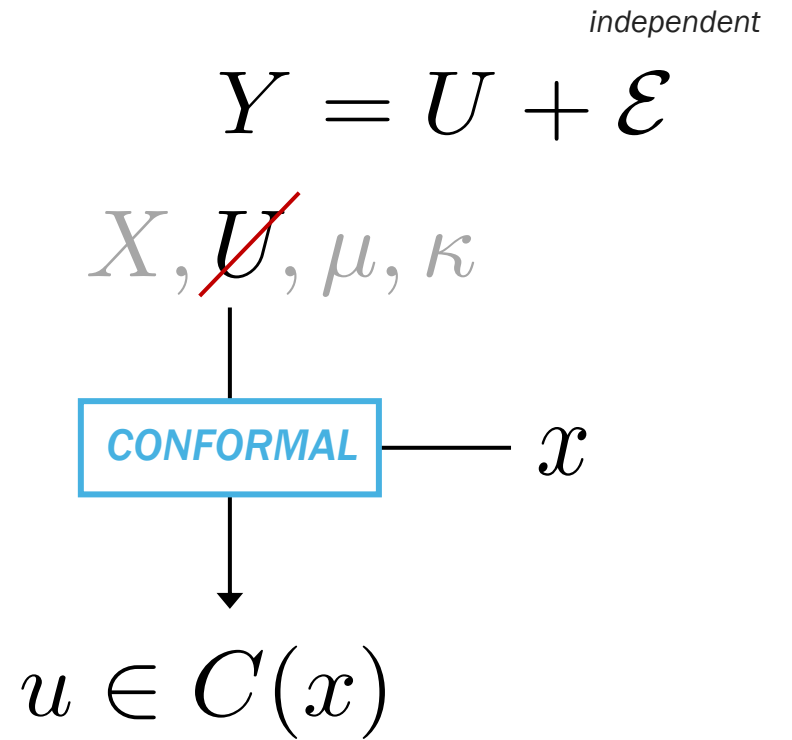 independent
Y = U + ℰ
X, U, μ, κ
CONFORMAL
x
u ∈ C(x)